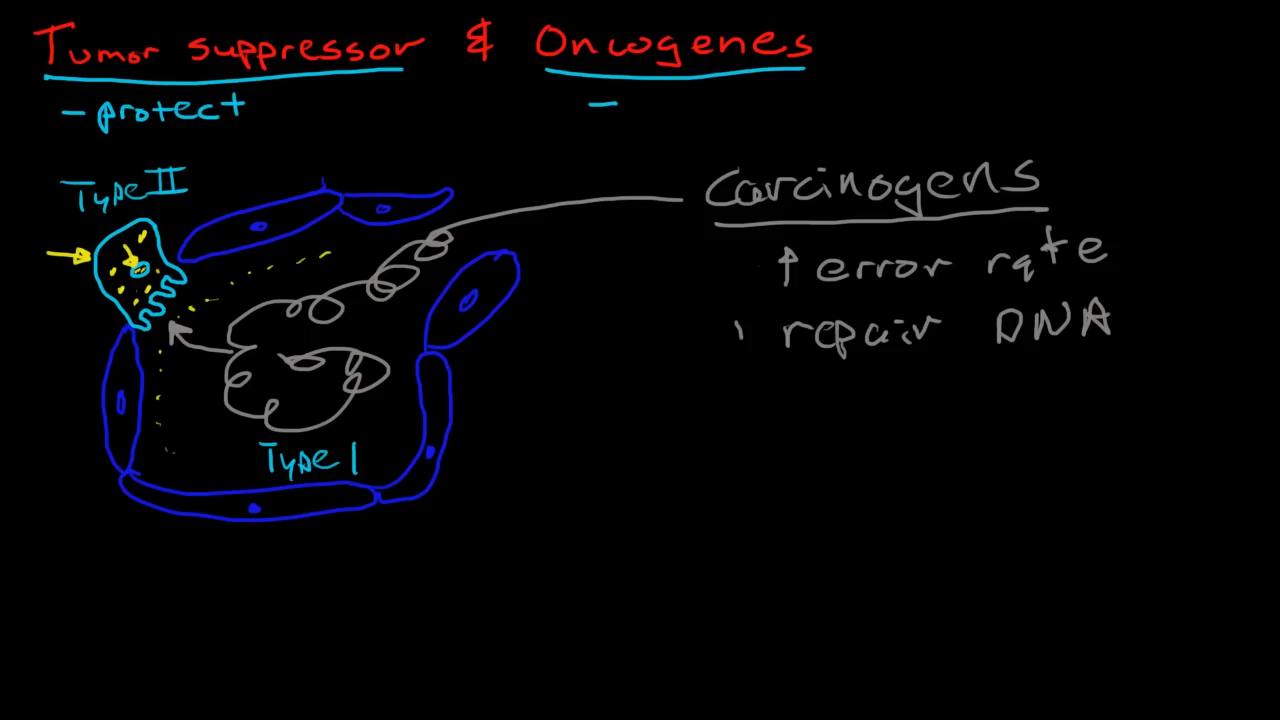 Tumor suppressor & Oncogenes
- protect
-
Type II
Carcinogens
↑ error rate
repair DNA
Type I